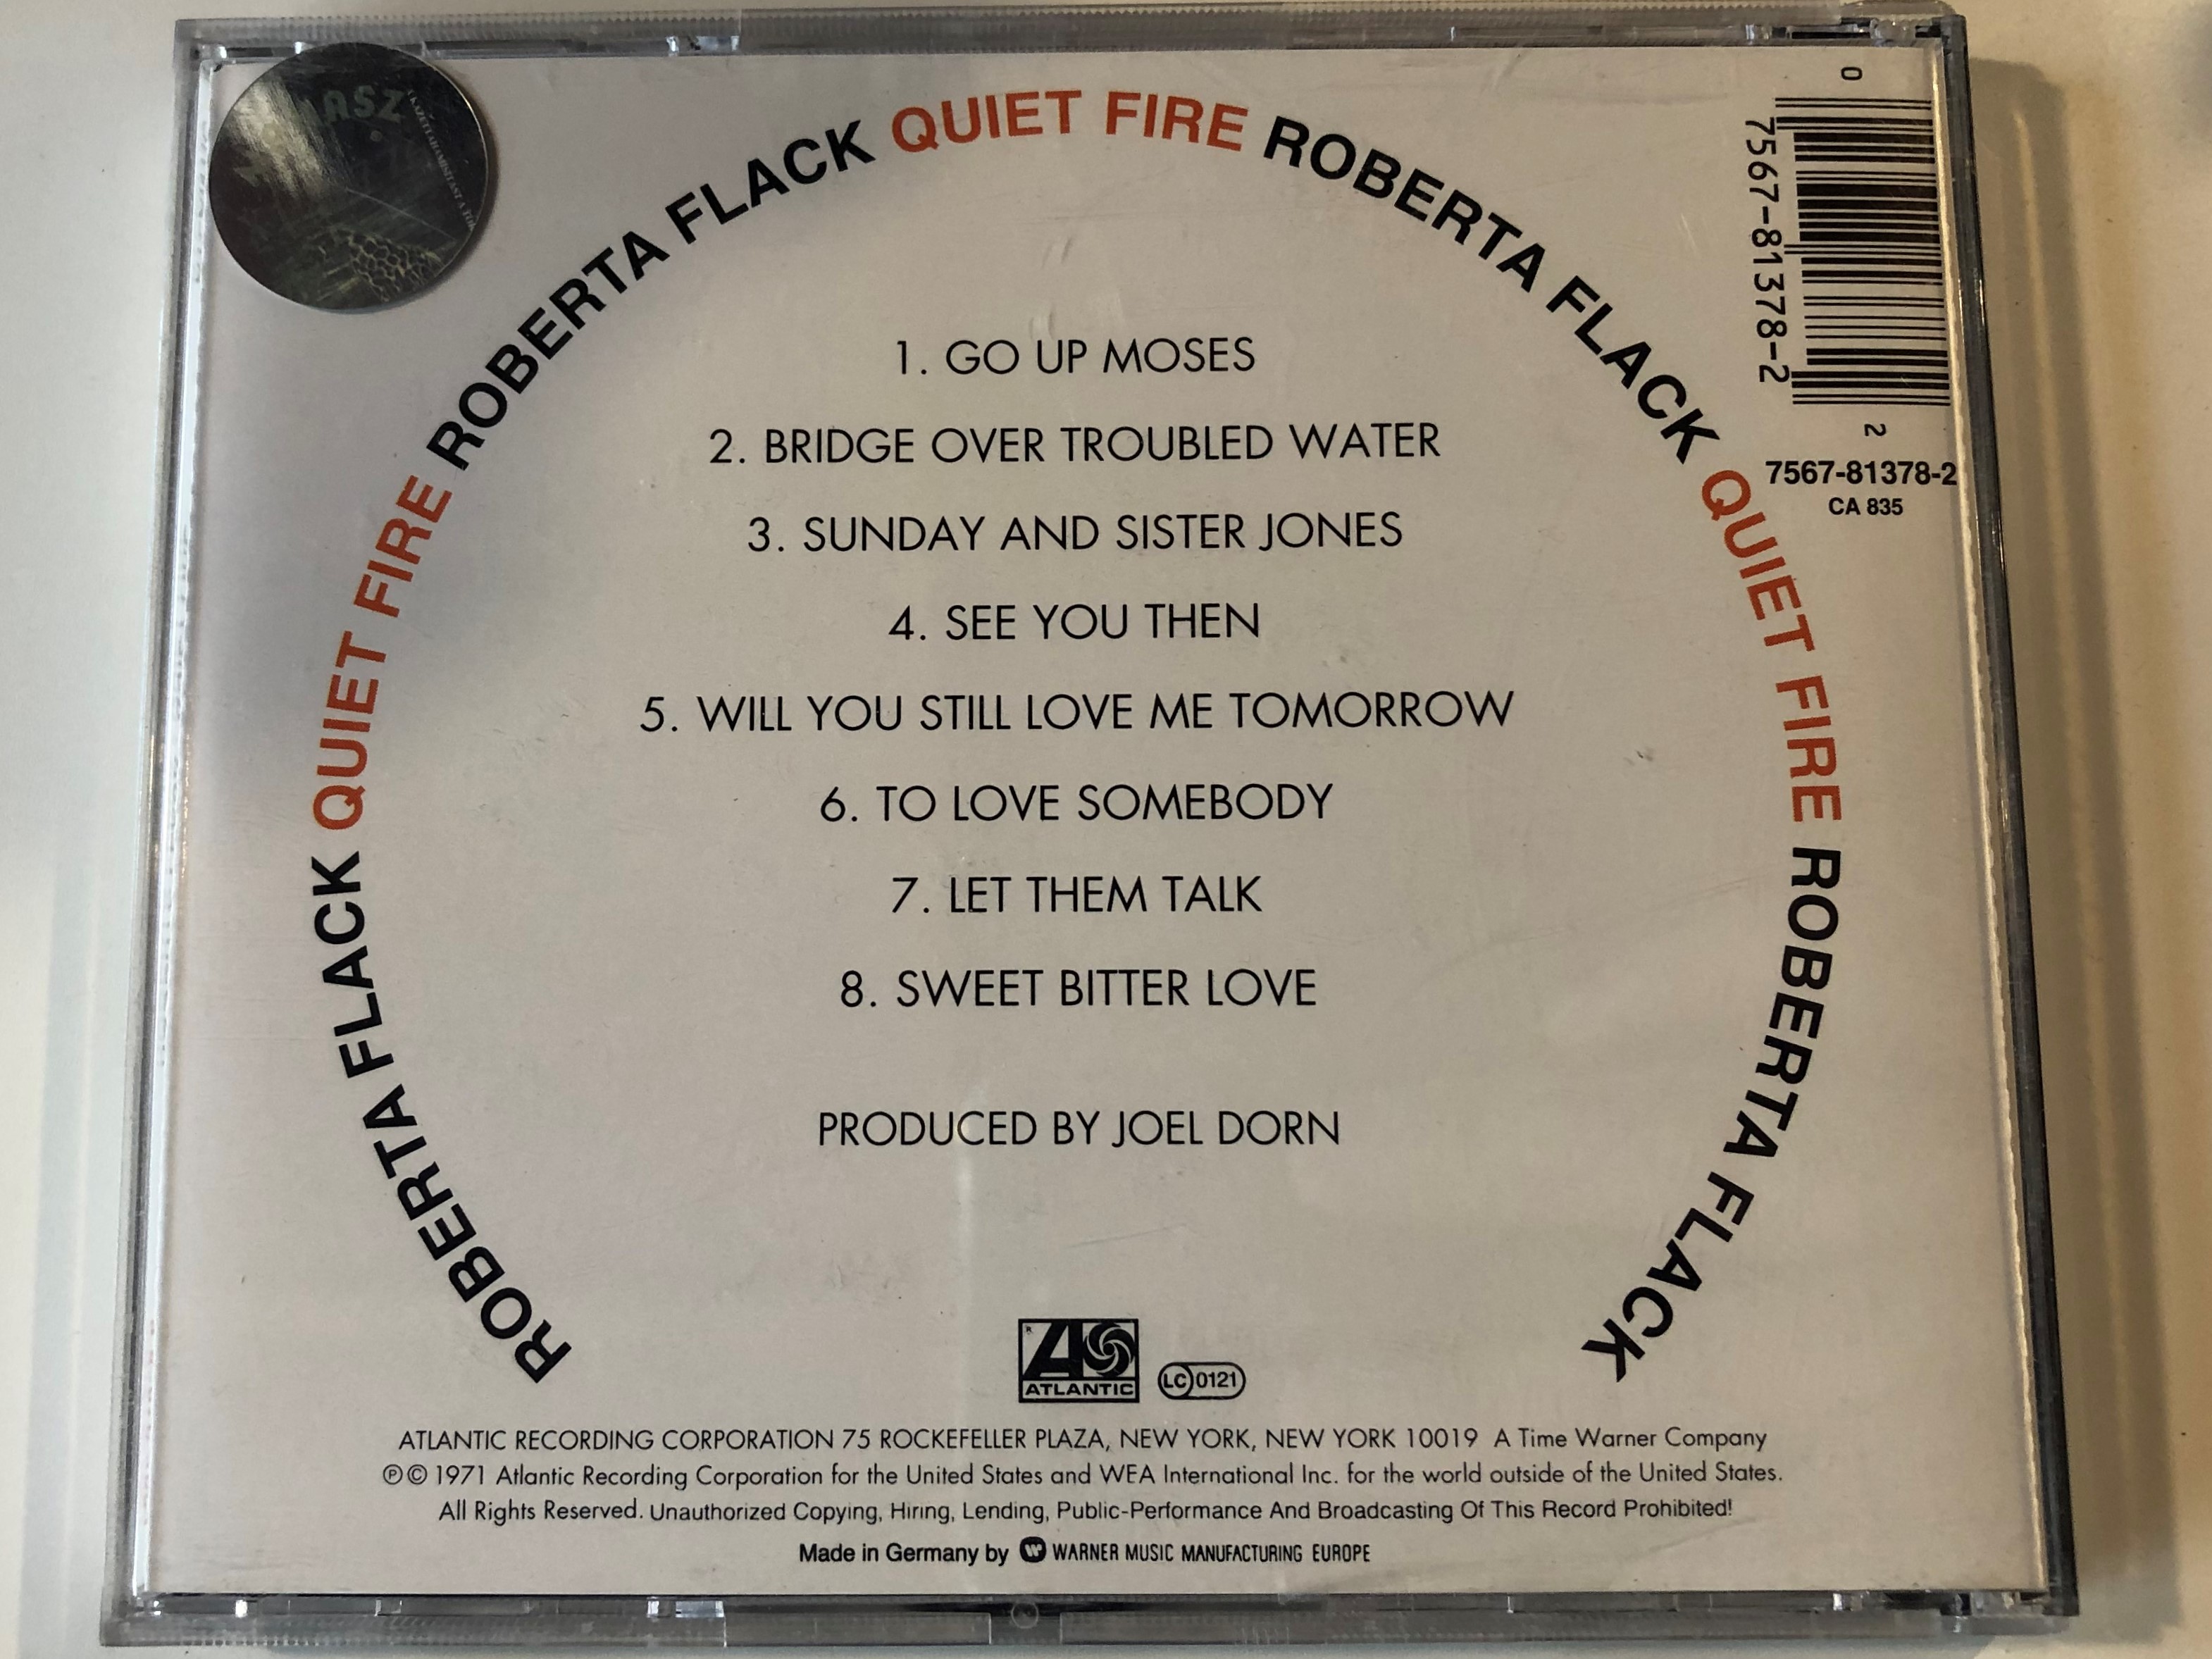 ROBERTA FLACK QUIET FIRE ROBERTA FLACK QUIET FIRE ROBERTA FLACK QUIET FIRE ROBERTA FLACK
0
7567-81378-2
2
7567-81378-2
CA 835
1. GO UP MOSES
2. BRIDGE OVER TROUBLED WATER
3. SUNDAY AND SISTER JONES
4. SEE YOU THEN
5. WILL YOU STILL LOVE ME TOMORROW
6. TO LOVE SOMEBODY
7. LET THEM TALK
8. SWEET BITTER LOVE
PRODUCED BY JOEL DORN
ATLANTIC
LC 0121
ATLANTIC RECORDING CORPORATION 75 ROCKEFELLER PLAZA, NEW YORK, NEW YORK 10019 A Time Warner Company
℗© 1971 Atlantic Recording Corporation for the United States and WEA International Inc. for the world outside of the United States.
All Rights Reserved. Unauthorized Copying, Hiring, Lending, Public-Performance And Broadcasting Of This Record Prohibited!
Made in Germany by WARNER MUSIC MANUFACTURING EUROPE